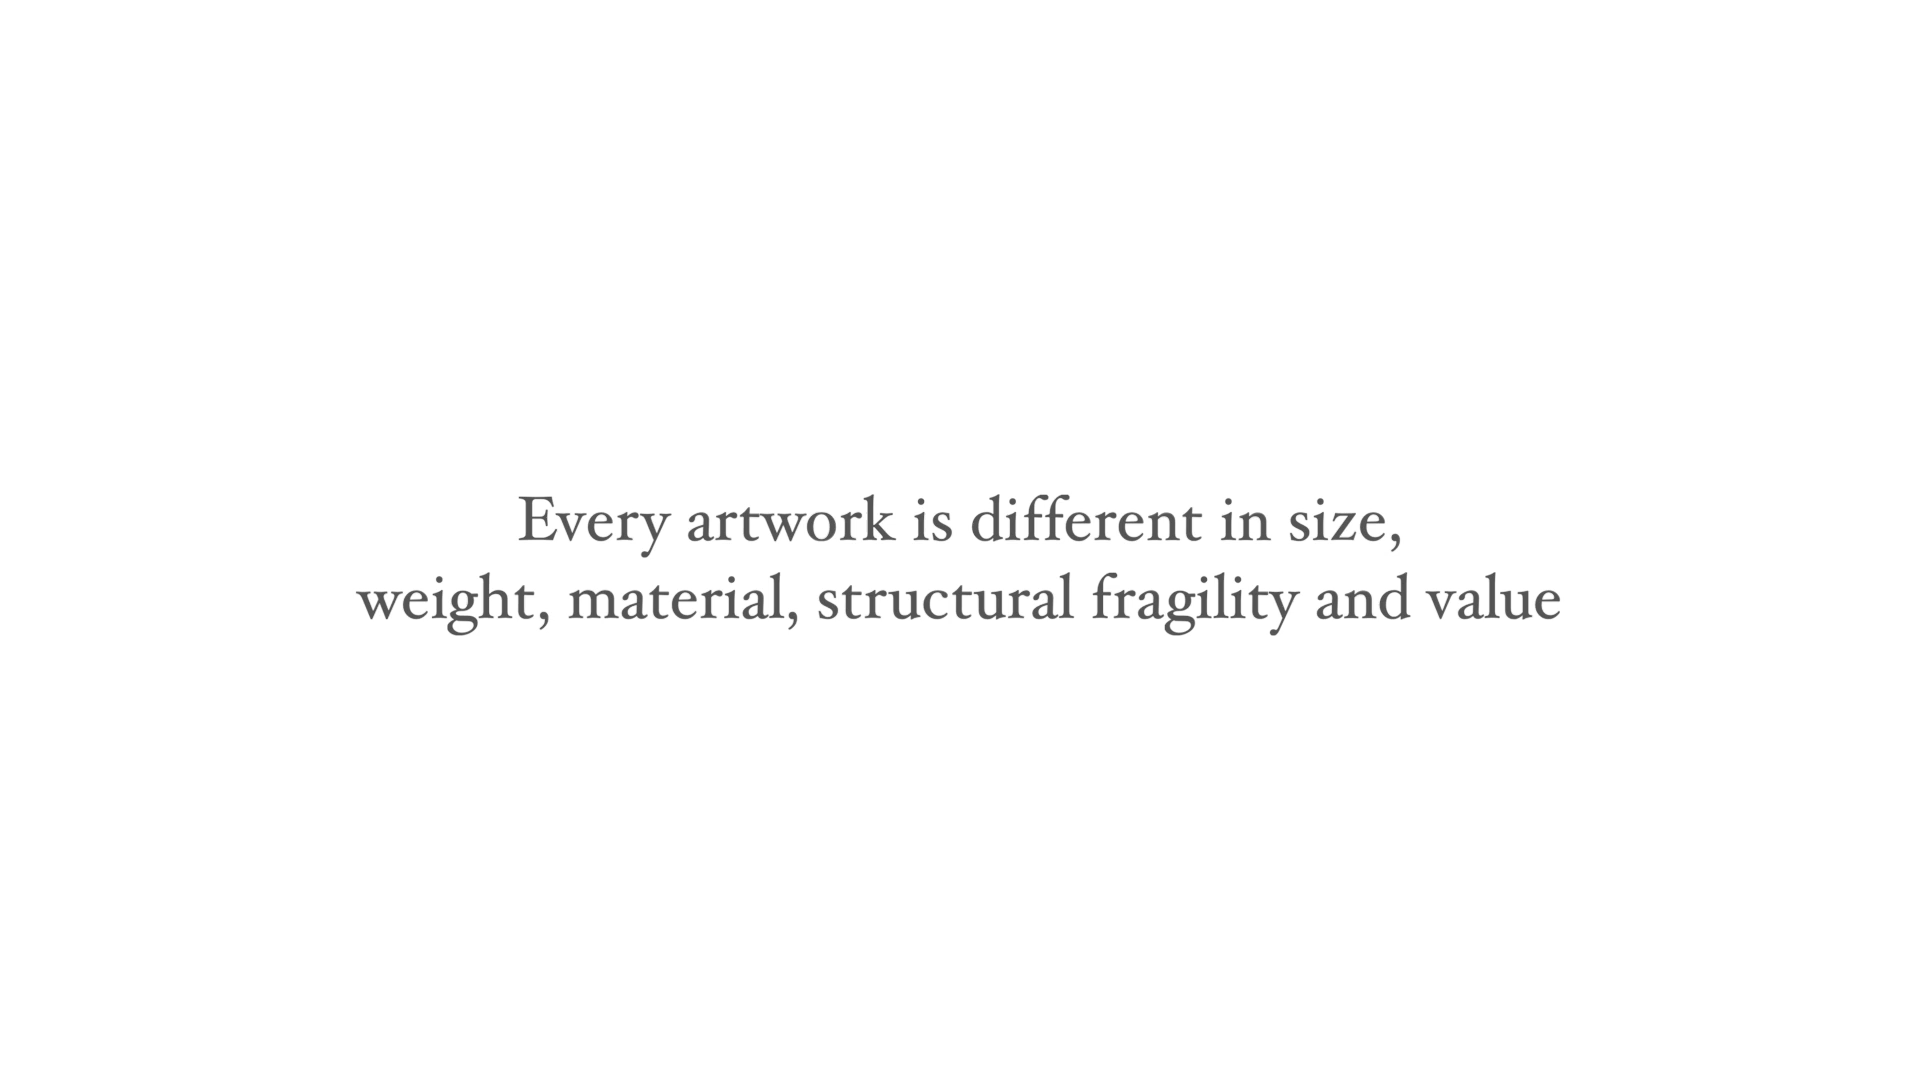 Every artwork is different in size,
weight, material, structural fragility and value